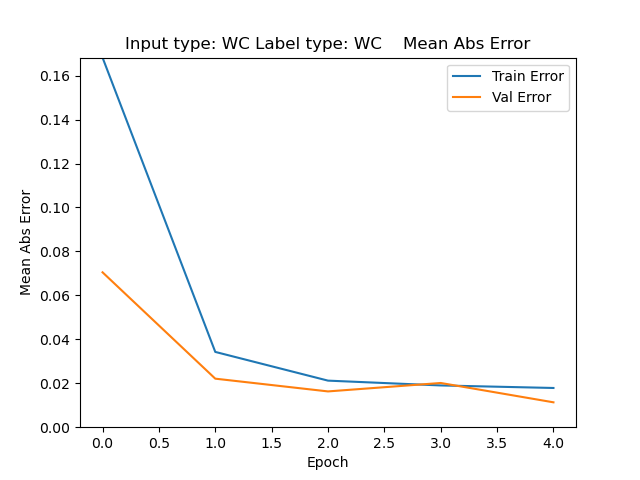 Input type: WC Label type: WC    Mean Abs Error
Train Error
Val Error
0.16
0.14
0.12
0.10
0.08
0.06
0.04
0.02
0.00
Mean Abs Error
0.0 0.5 1.0 1.5 2.0 2.5 3.0 3.5 4.0
Epoch